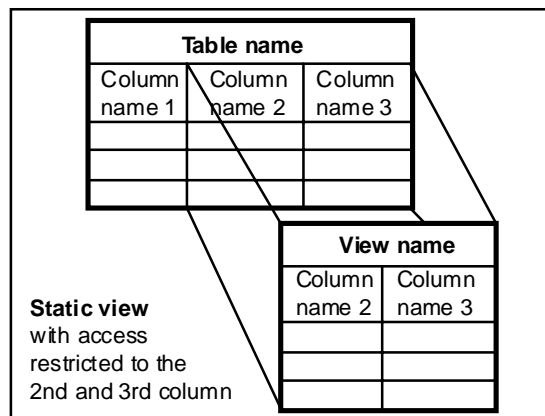 Table name
Column Column Column
name 1 name 2 name 3
View name
Column Column
name 2 name 3
Static view
with access
restricted to the
2nd and 3rd column